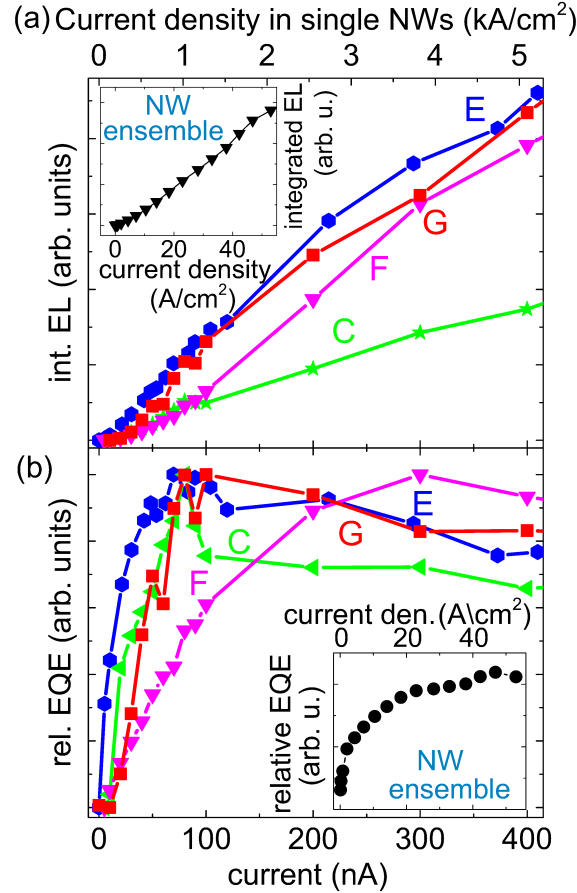 (a) Current density in single NWs (kA/cm²)
0 1 2 3 4 5
int. EL (arb. units)
NW
ensemble
integrated EL
(arb. u.)
0 20 40
current density
(A/cm²)
E
G
F
C
(b)
rel. EQE (arb. units)
E
C
G
F
current den.(A\cm²)
0 20 40
relative EQE
(arb. u.)
NW
ensemble
0 100 200 300 400
current (nA)